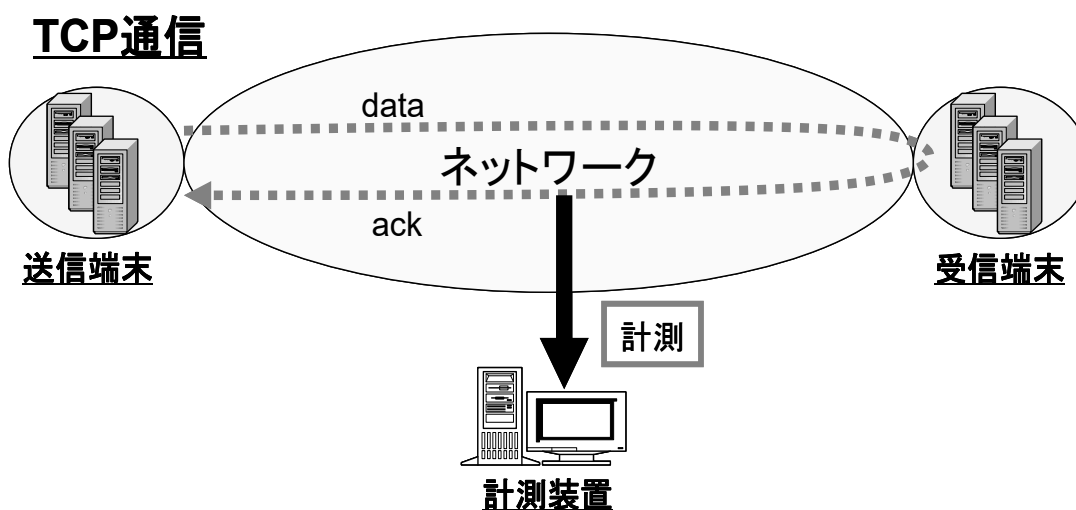 TCP通信
data
ネットワーク
ack
送信端末
受信端末
計測
計測装置